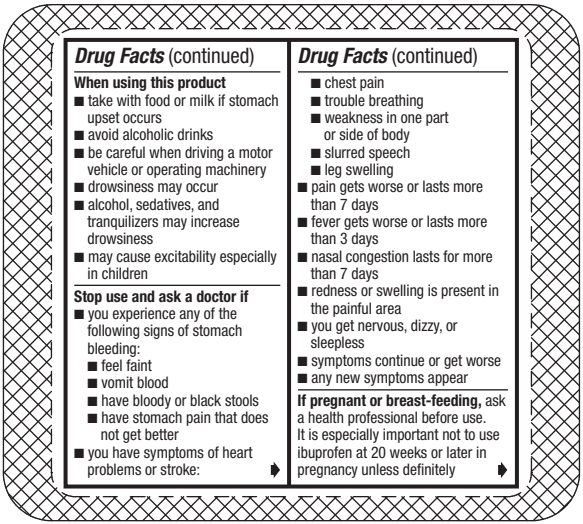 Drug Facts (continued)
When using this product
■ take with food or milk if stomach
upset occurs
■ avoid alcoholic drinks
■ be careful when driving a motor
vehicle or operating machinery
■ drowsiness may occur
■ alcohol, sedatives, and
tranquilizers may increase
drowsiness
■ may cause excitability especially
in children
Stop use and ask a doctor if
■ you experience any of the
following signs of stomach
bleeding:
■ feel faint
■ vomit blood
■ have bloody or black stools
■ have stomach pain that does
not get better
■ you have symptoms of heart
problems or stroke:
Drug Facts (continued)
■ chest pain
■ trouble breathing
■ weakness in one part
or side of body
■ slurred speech
■ leg swelling
■ pain gets worse or lasts more
than 7 days
■ fever gets worse or lasts more
than 3 days
■ nasal congestion lasts for more
than 7 days
■ redness or swelling is present in
the painful area
■ you get nervous, dizzy, or
sleepless
■ symptoms continue or get worse
■ any new symptoms appear
If pregnant or breast-feeding, ask
a health professional before use.
It is especially important not to use
ibuprofen at 20 weeks or later in
pregnancy unless definitely